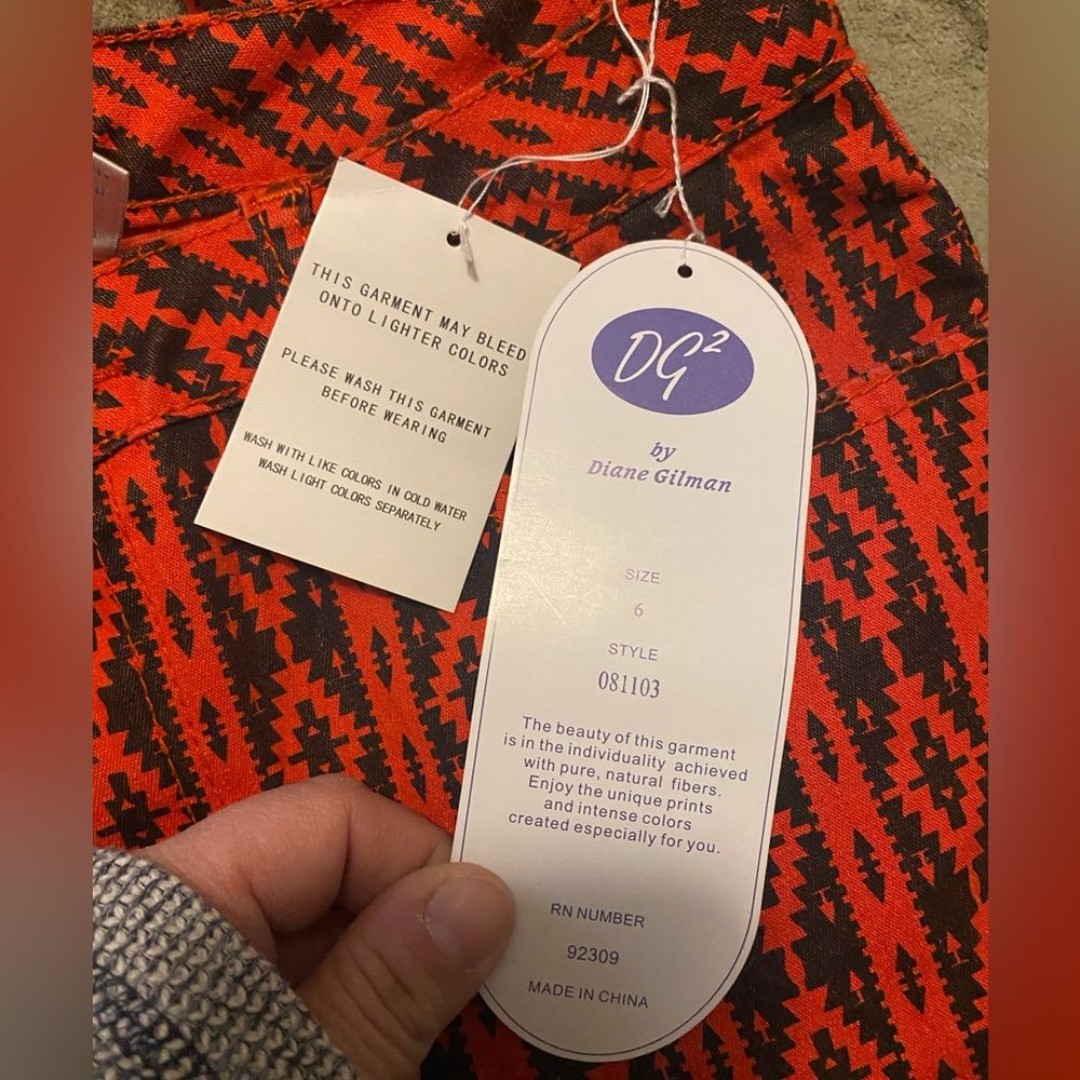 THIS GARMENT MAY BLEED
ONTO LIGHTER COLORS
PLEASE WASH THIS GARMENT
BEFORE WEARING
WASH WITH LIKE COLORS IN COLD WATER
WASH LIGHT COLORS SEPARATELY
DG²
by
Diane Gilman
SIZE
6
STYLE
081103
The beauty of this garment
is in the individuality achieved
with pure, natural fibers.
Enjoy the unique prints
and intense colors
created especially for you.
RN NUMBER
92309
MADE IN CHINA